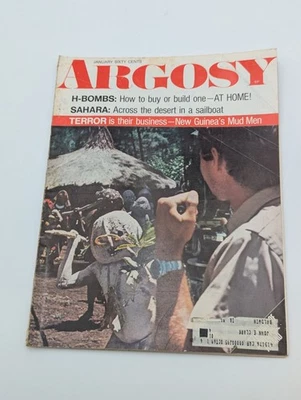 JANUARY SIXTY CENTS
ARGOSY
H-BOMBS: How to buy or build one—AT HOME!
SAHARA: Across the desert in a sailboat
TERROR is their business—New Guinea's Mud Men